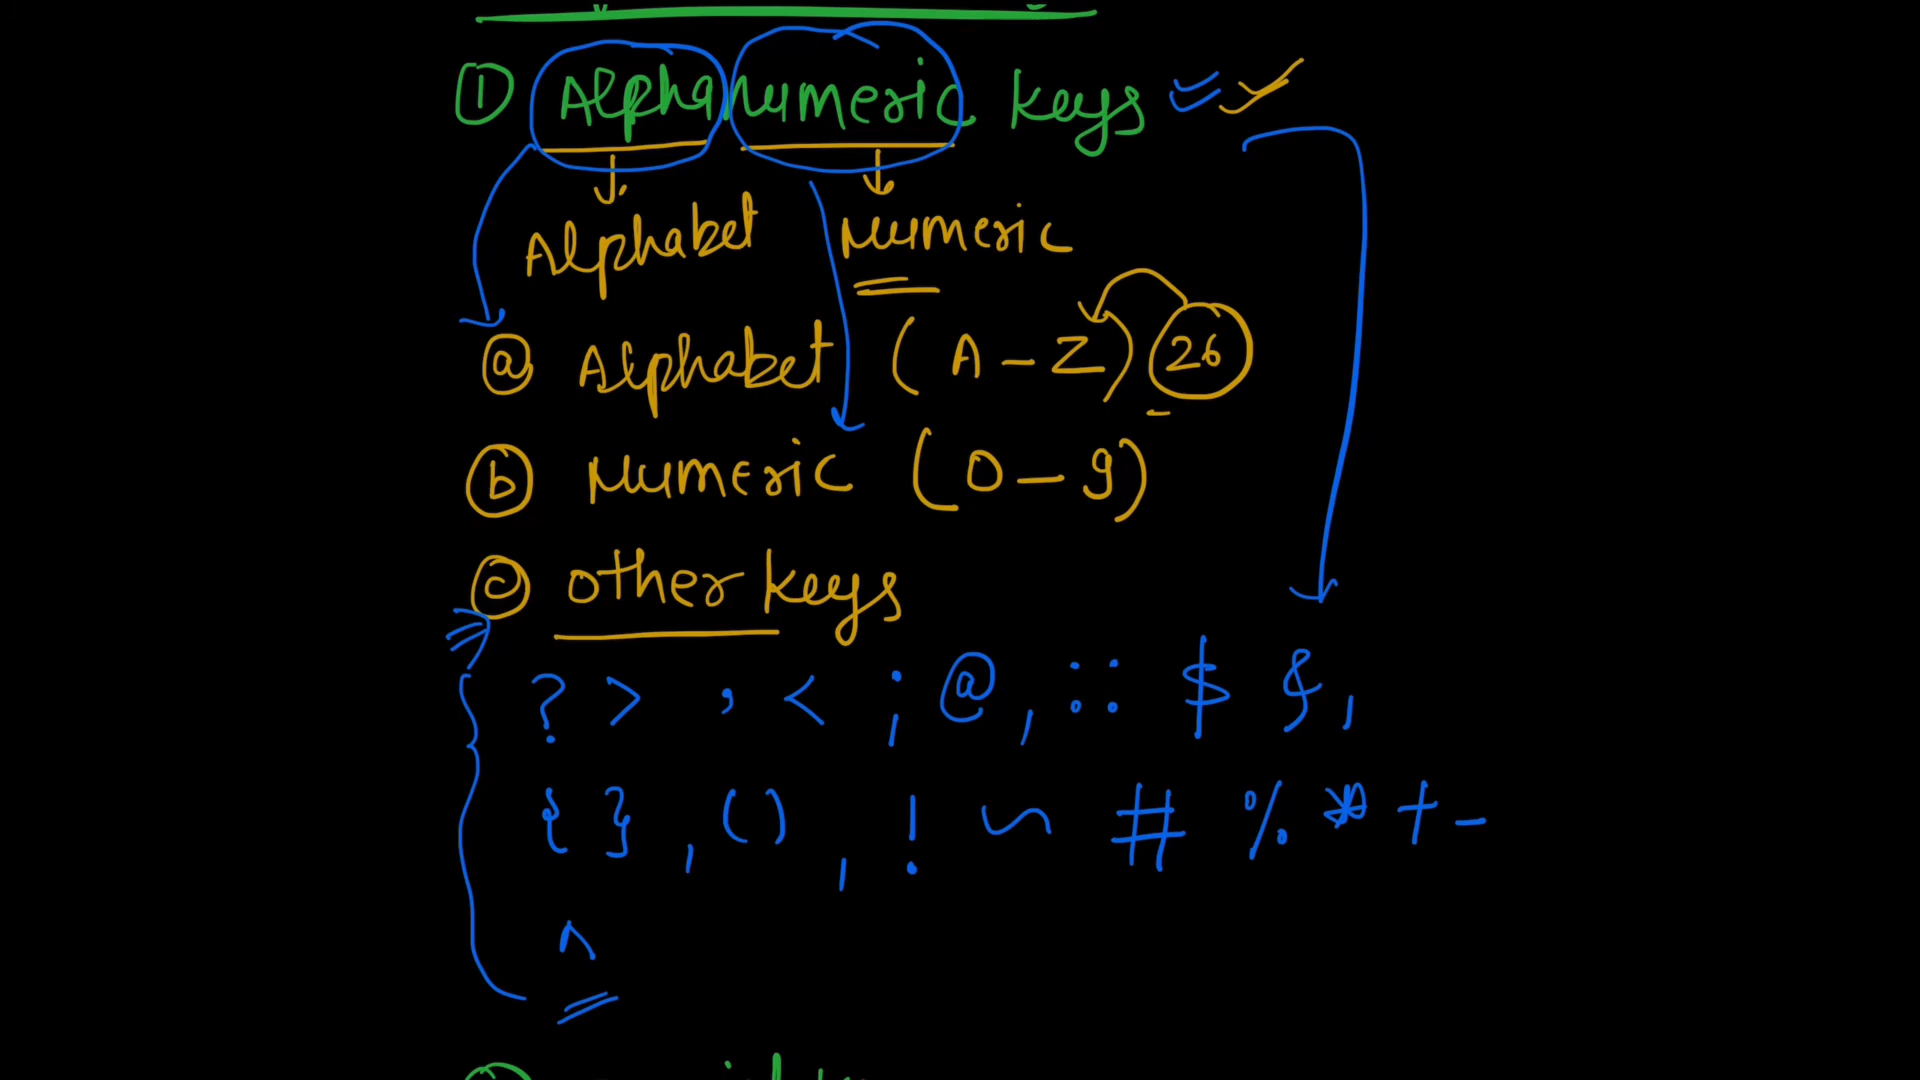 ① Alphanumeric keys
Alphabet Numeric
ⓐ Alphabet (A - Z) 26
ⓑ Numeric (0 - 9)
ⓒ other keys
? > , < ; @ , : : $ & ,
{ } , ( ) , ! ~ # % * + -
^